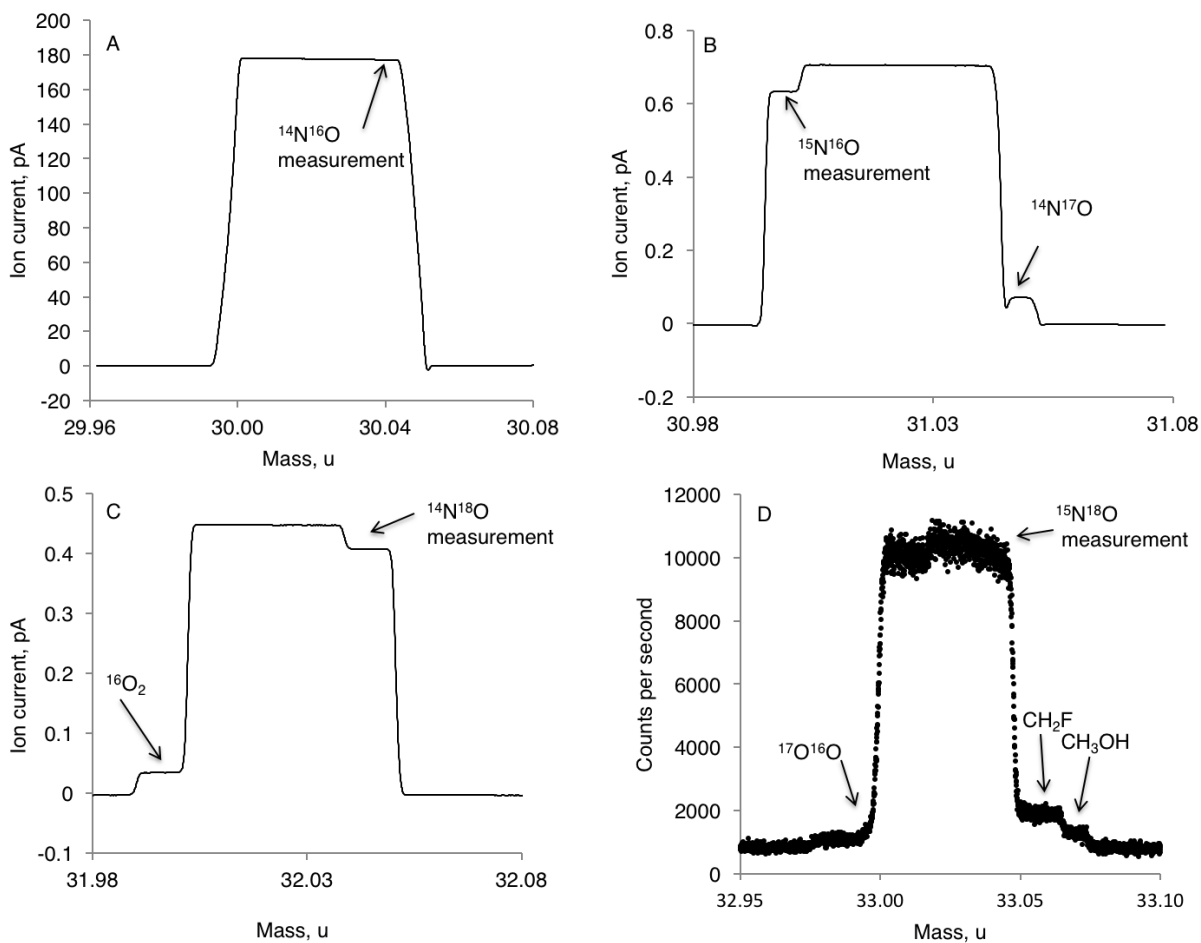 A
200
180
160
140
120
100
80
60
40
20
0
-20
Ion current, pA
¹⁴N¹⁶O
measurement
29.96
30.00
30.04
30.08
Mass, u
B
0.8
0.6
0.4
0.2
0
-0.2
Ion curent, pA
¹⁵N¹⁶O
measurement
¹⁴N¹⁷O
30.98
31.03
31.08
Mass, u
C
0.5
0.4
0.3
0.2
0.1
0
-0.1
Ion current, pA
¹⁴N¹⁸O
measurement
¹⁶O₂
31.98
32.03
32.08
Mass, u
D
12000
10000
8000
6000
4000
2000
0
Counts per second
¹⁵N¹⁸O
measurement
¹⁷O¹⁶O
CH₂F
CH₃OH
32.95
33.00
33.05
33.10
Mass, u